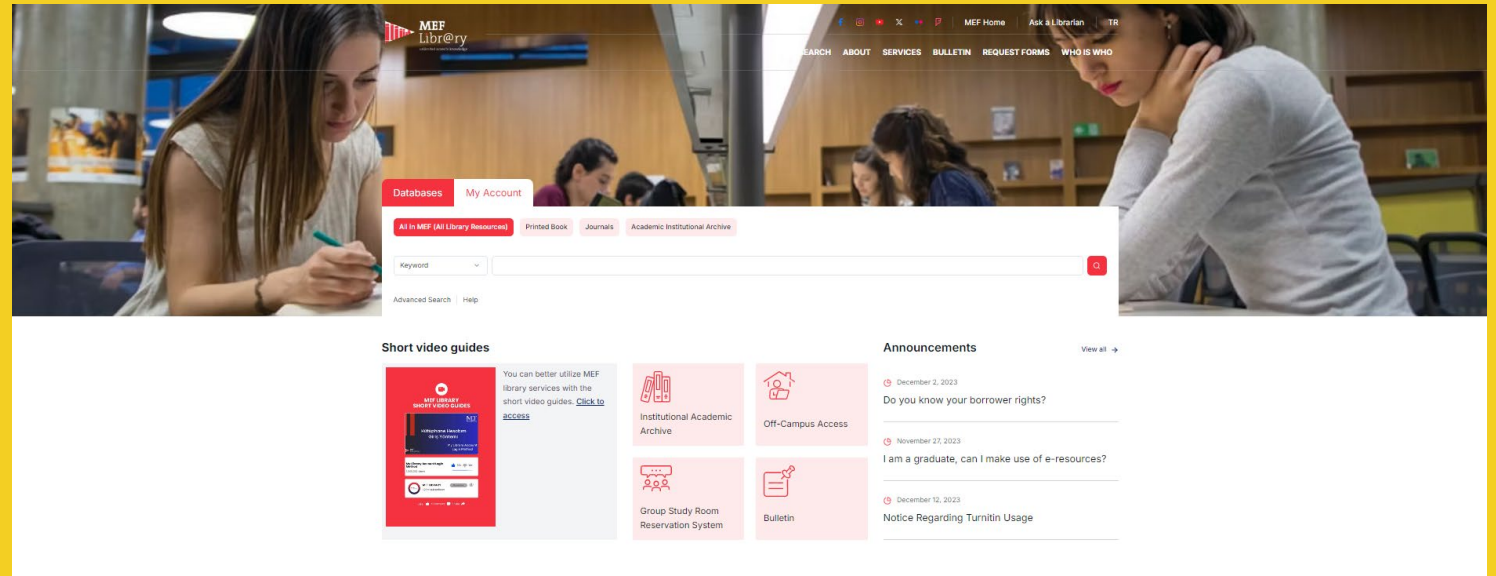 MEF
Libr@ry
MEF Home
Ask a Librarian
TR
EARCH
ABOUT
SERVICES
BULLETIN
REQUEST FORMS
WHO IS WHO
Databases
My Account
All in MEF (All Library Resources)
Printed Book
Journals
Academic Institutional Archive
Keyword
Advanced Search
Help
Short video guides
MEF LIBRARY
SHORT VIDEO GUIDES
You can better utilize MEF
library services with the
short video guides. Click to
access
Institutional Academic
Archive
Off-Campus Access
Group Study Room
Reservation System
Bulletin
Announcements
View all
December 2, 2023
Do you know your borrower rights?
November 27, 2023
I am a graduate, can I make use of e-resources?
December 12, 2023
Notice Regarding Turnitin Usage